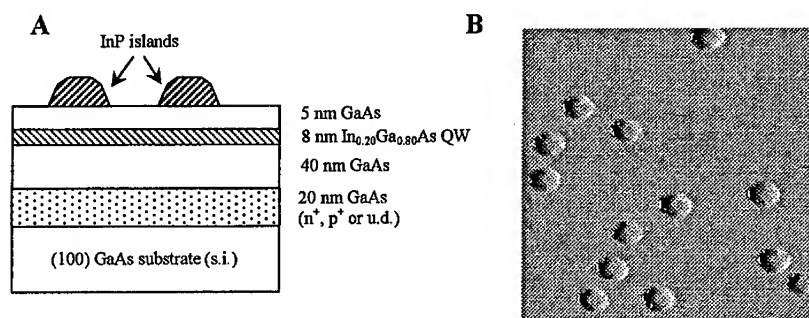 A
B
InP islands
5 nm GaAs
8 nm In0.20Ga0.80As QW
40 nm GaAs
20 nm GaAs
(n+, p+ or u.d.)
(100) GaAs substrate (s.i.)